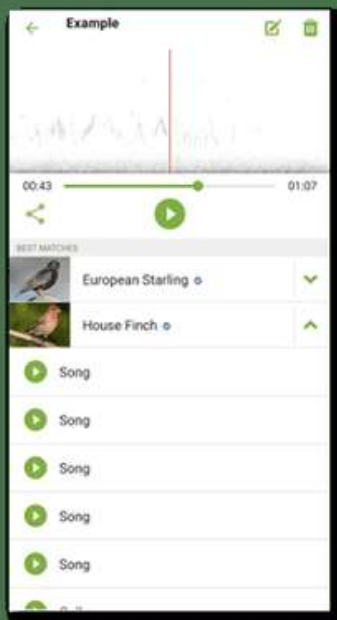 Example
00:43 01:07
BEST MATCHES
European Starling
House Finch
Song
Song
Song
Song
Song